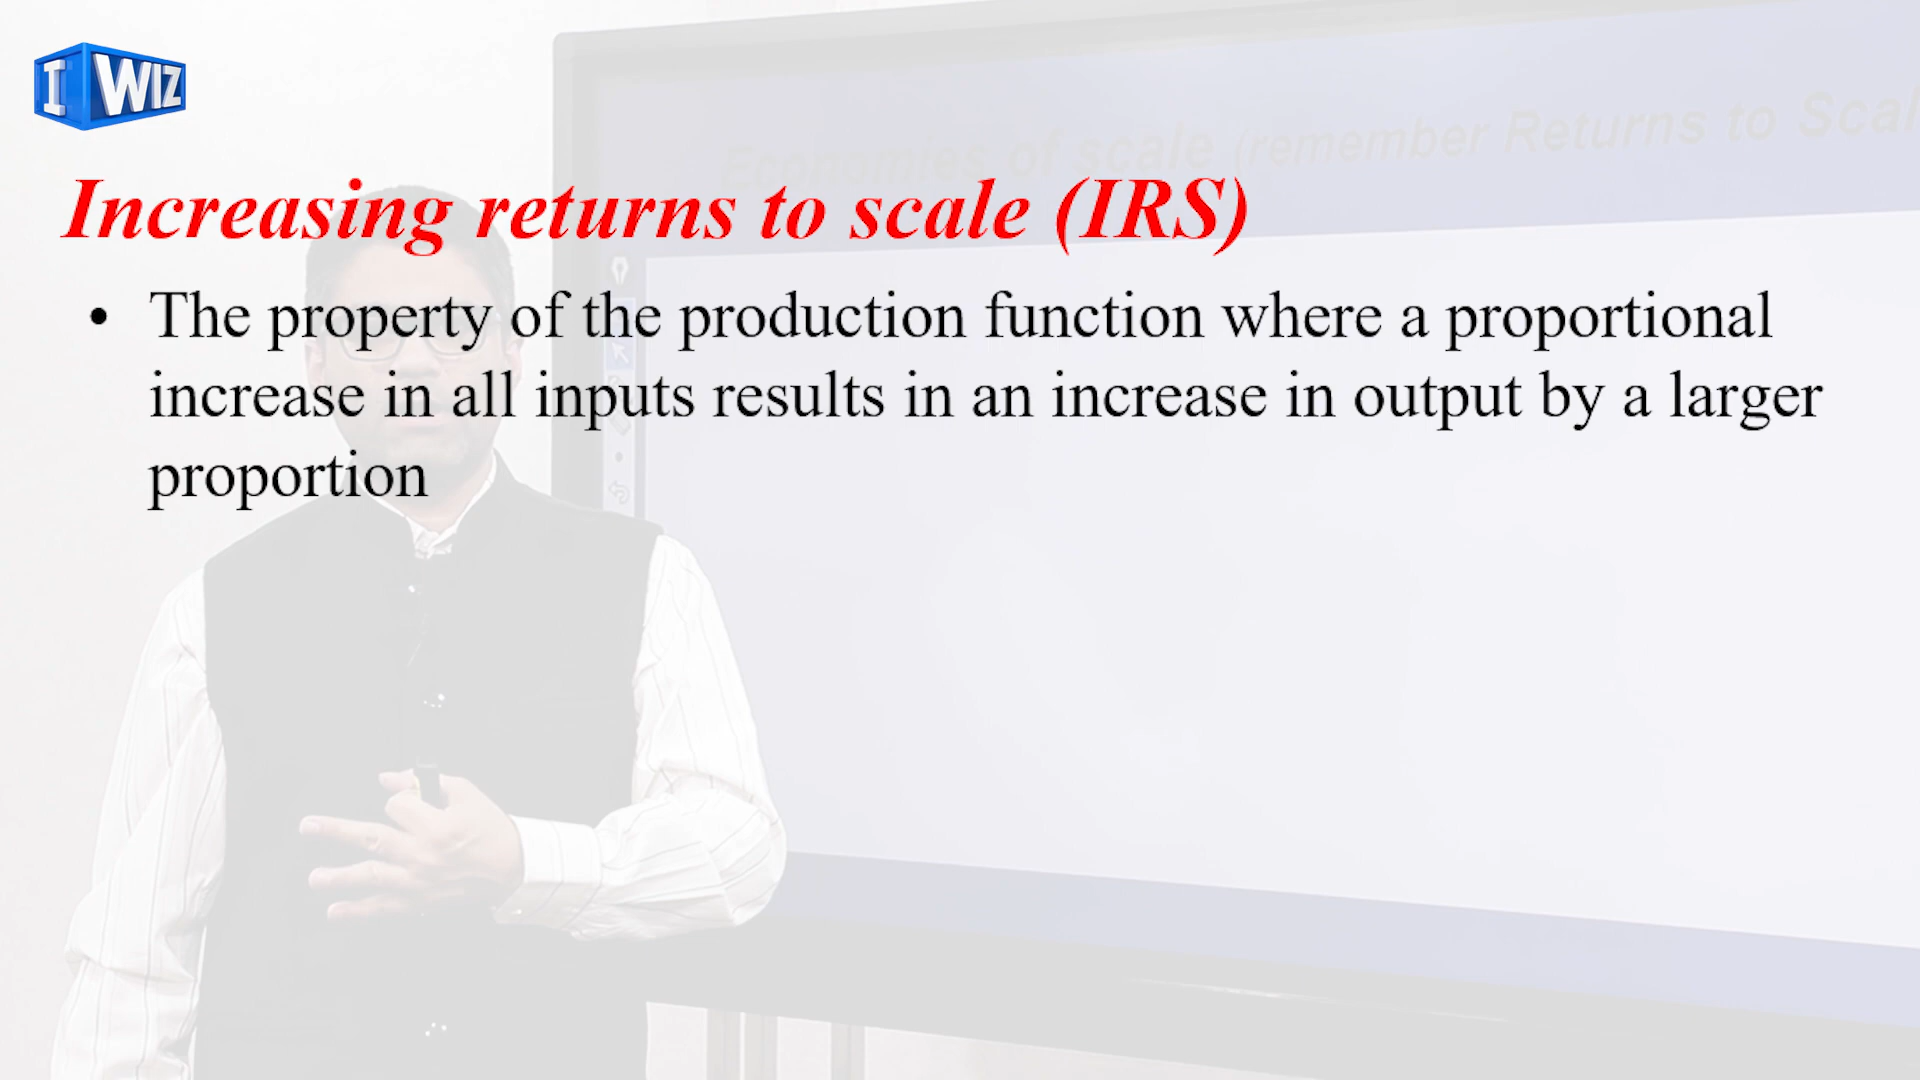 I WIZ
Economies of scale (remember Returns to Scal
Increasing returns to scale (IRS)
• The property of the production function where a proportional
increase in all inputs results in an increase in output by a larger
proportion